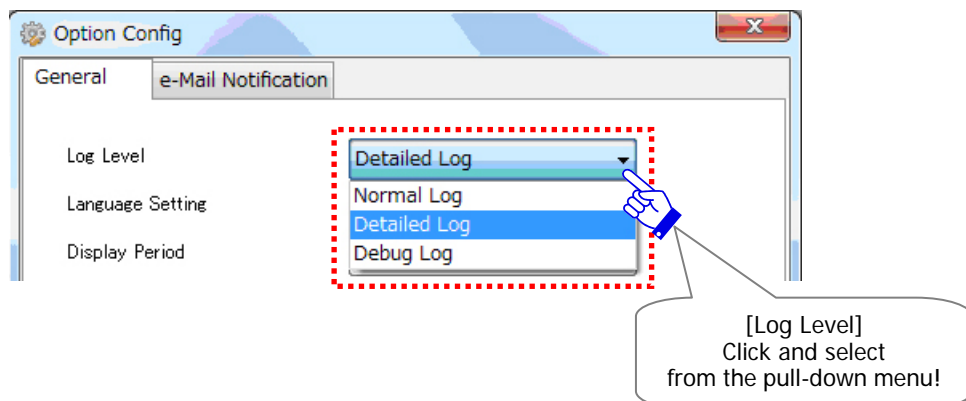 Option Config
General
e-Mail Notification
Log Level
Detailed Log
Normal Log
Language Setting
Detailed Log
Display Period
Debug Log
[Log Level]
Click and select
from the pull-down menu!